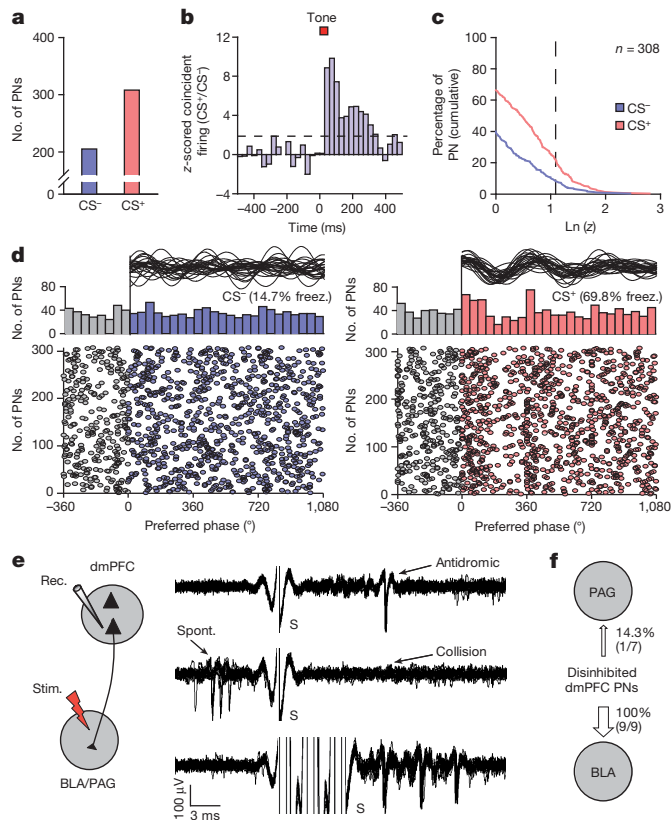 a
No. of PNs
400
300
200
0
CS⁻
CS⁺
b
Tone
z-scored coincident
firing (CS⁺/CS⁻)
12
8
4
0
−4
−400
−200
0
200
400
Time (ms)
c
n = 308
Percentage of
PN (cumulative)
100
80
60
40
20
0
CS⁻
CS⁺
0
1
2
3
Ln (z)
d
No. of PNs
80
40
0
CS⁻ (14.7% freez.)
No. of PNs
300
200
100
0
−360
0
360
720
1,080
Preferred phase (°)
No. of PNs
80
40
0
CS⁺ (69.8% freez.)
No. of PNs
300
200
100
0
−360
0
360
720
1,080
Preferred phase (°)
e
dmPFC
Rec.
Stim.
BLA/PAG
Antidromic
S
Spont.
Collision
S
S
100 µV
3 ms
f
PAG
14.3%
(1/7)
Disinhibited
dmPFC PNs
100%
(9/9)
BLA